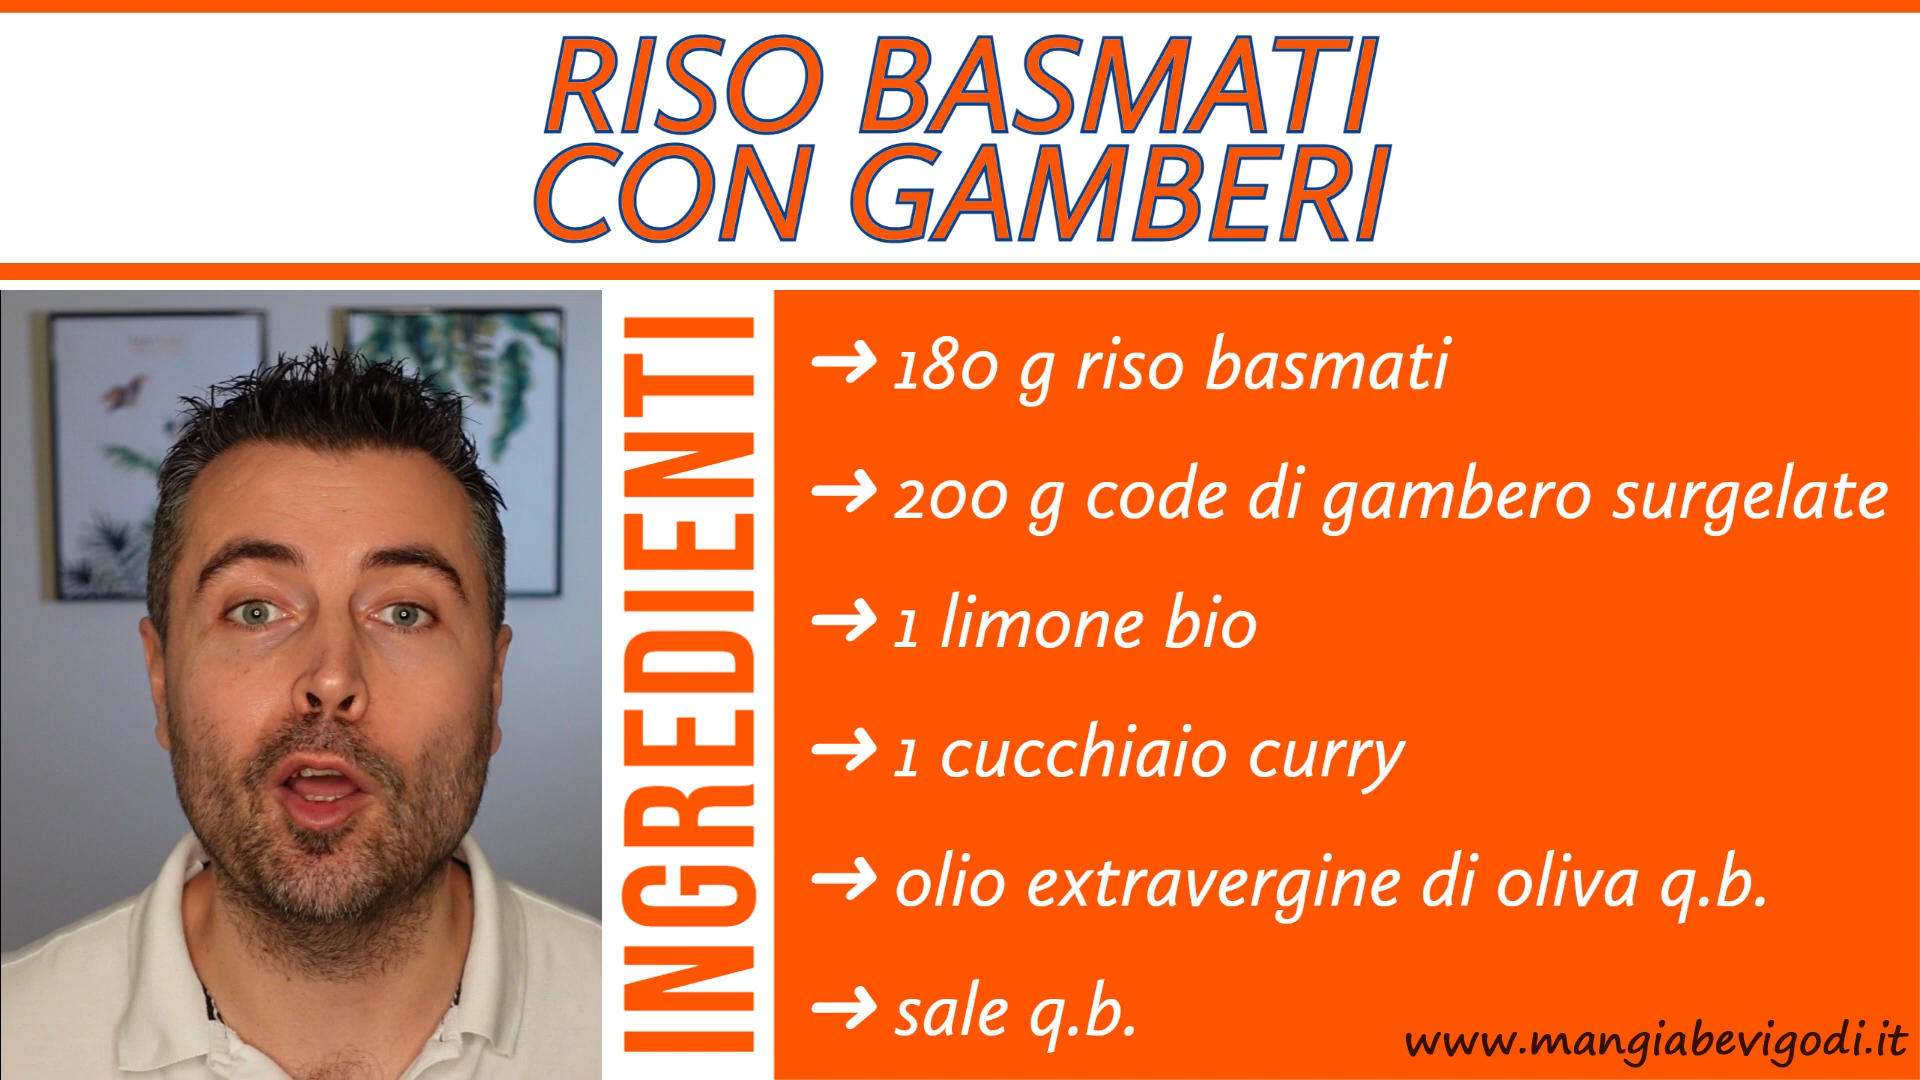 RISO BASMATI
CON GAMBERI
INGREDIENTI
➜ 180 g riso basmati
➜ 200 g code di gambero surgelate
➜ 1 limone bio
➜ 1 cucchiaio curry
➜ olio extravergine di oliva q.b.
➜ sale q.b.
www.mangiabevigodi.it